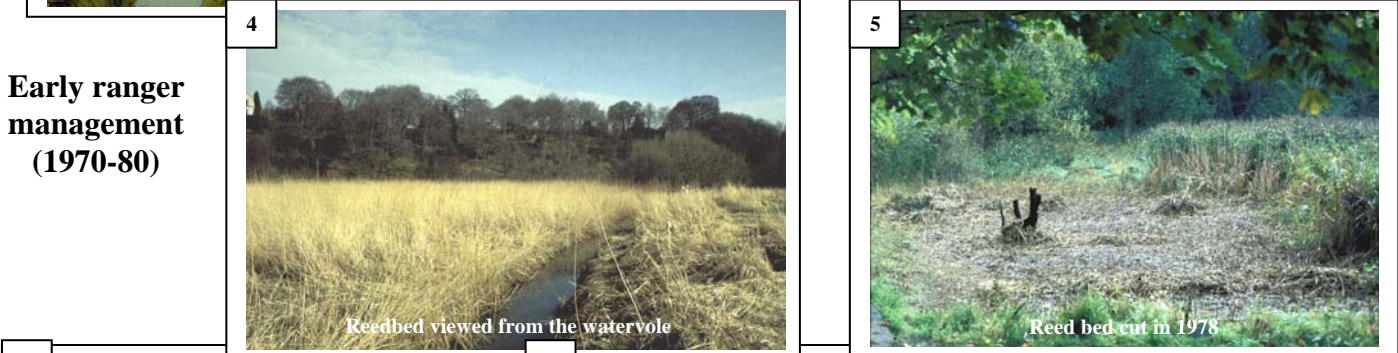 4
5
Early ranger
management
(1970-80)
Reedbed viewed from the watervole
Reed bed cut in 1978